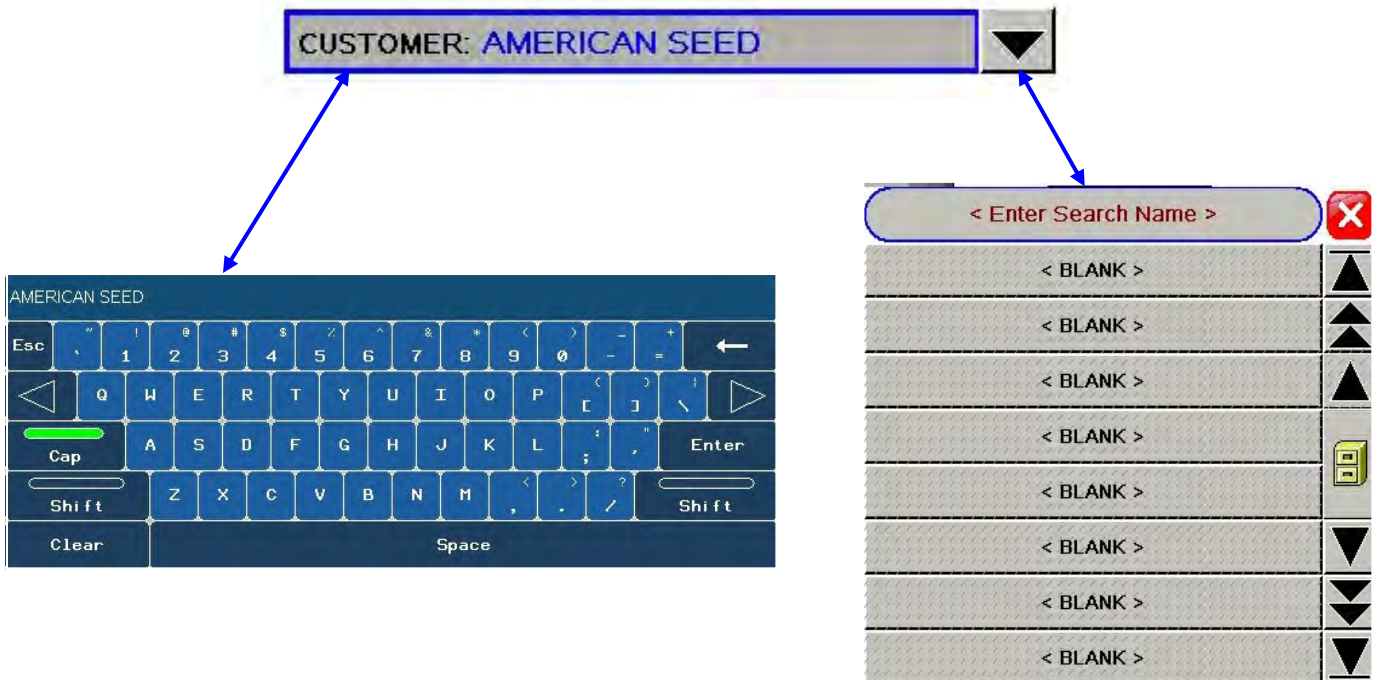 CUSTOMER: AMERICAN SEED
< Enter Search Name >
< BLANK >
< BLANK >
< BLANK >
< BLANK >
< BLANK >
< BLANK >
< BLANK >
< BLANK >
AMERICAN SEED
Esc ~ ` ! 1 @ 2 # 3 $ 4 % 5 ^ 6 & 7 * 8 ( 9 ) 0 _ - + =
Q W E R T Y U I O P { [ } ] | \
Cap A S D F G H J K L : ; " ' Enter
Shift Z X C V B N M < , > . ? / Shift
Clear Space